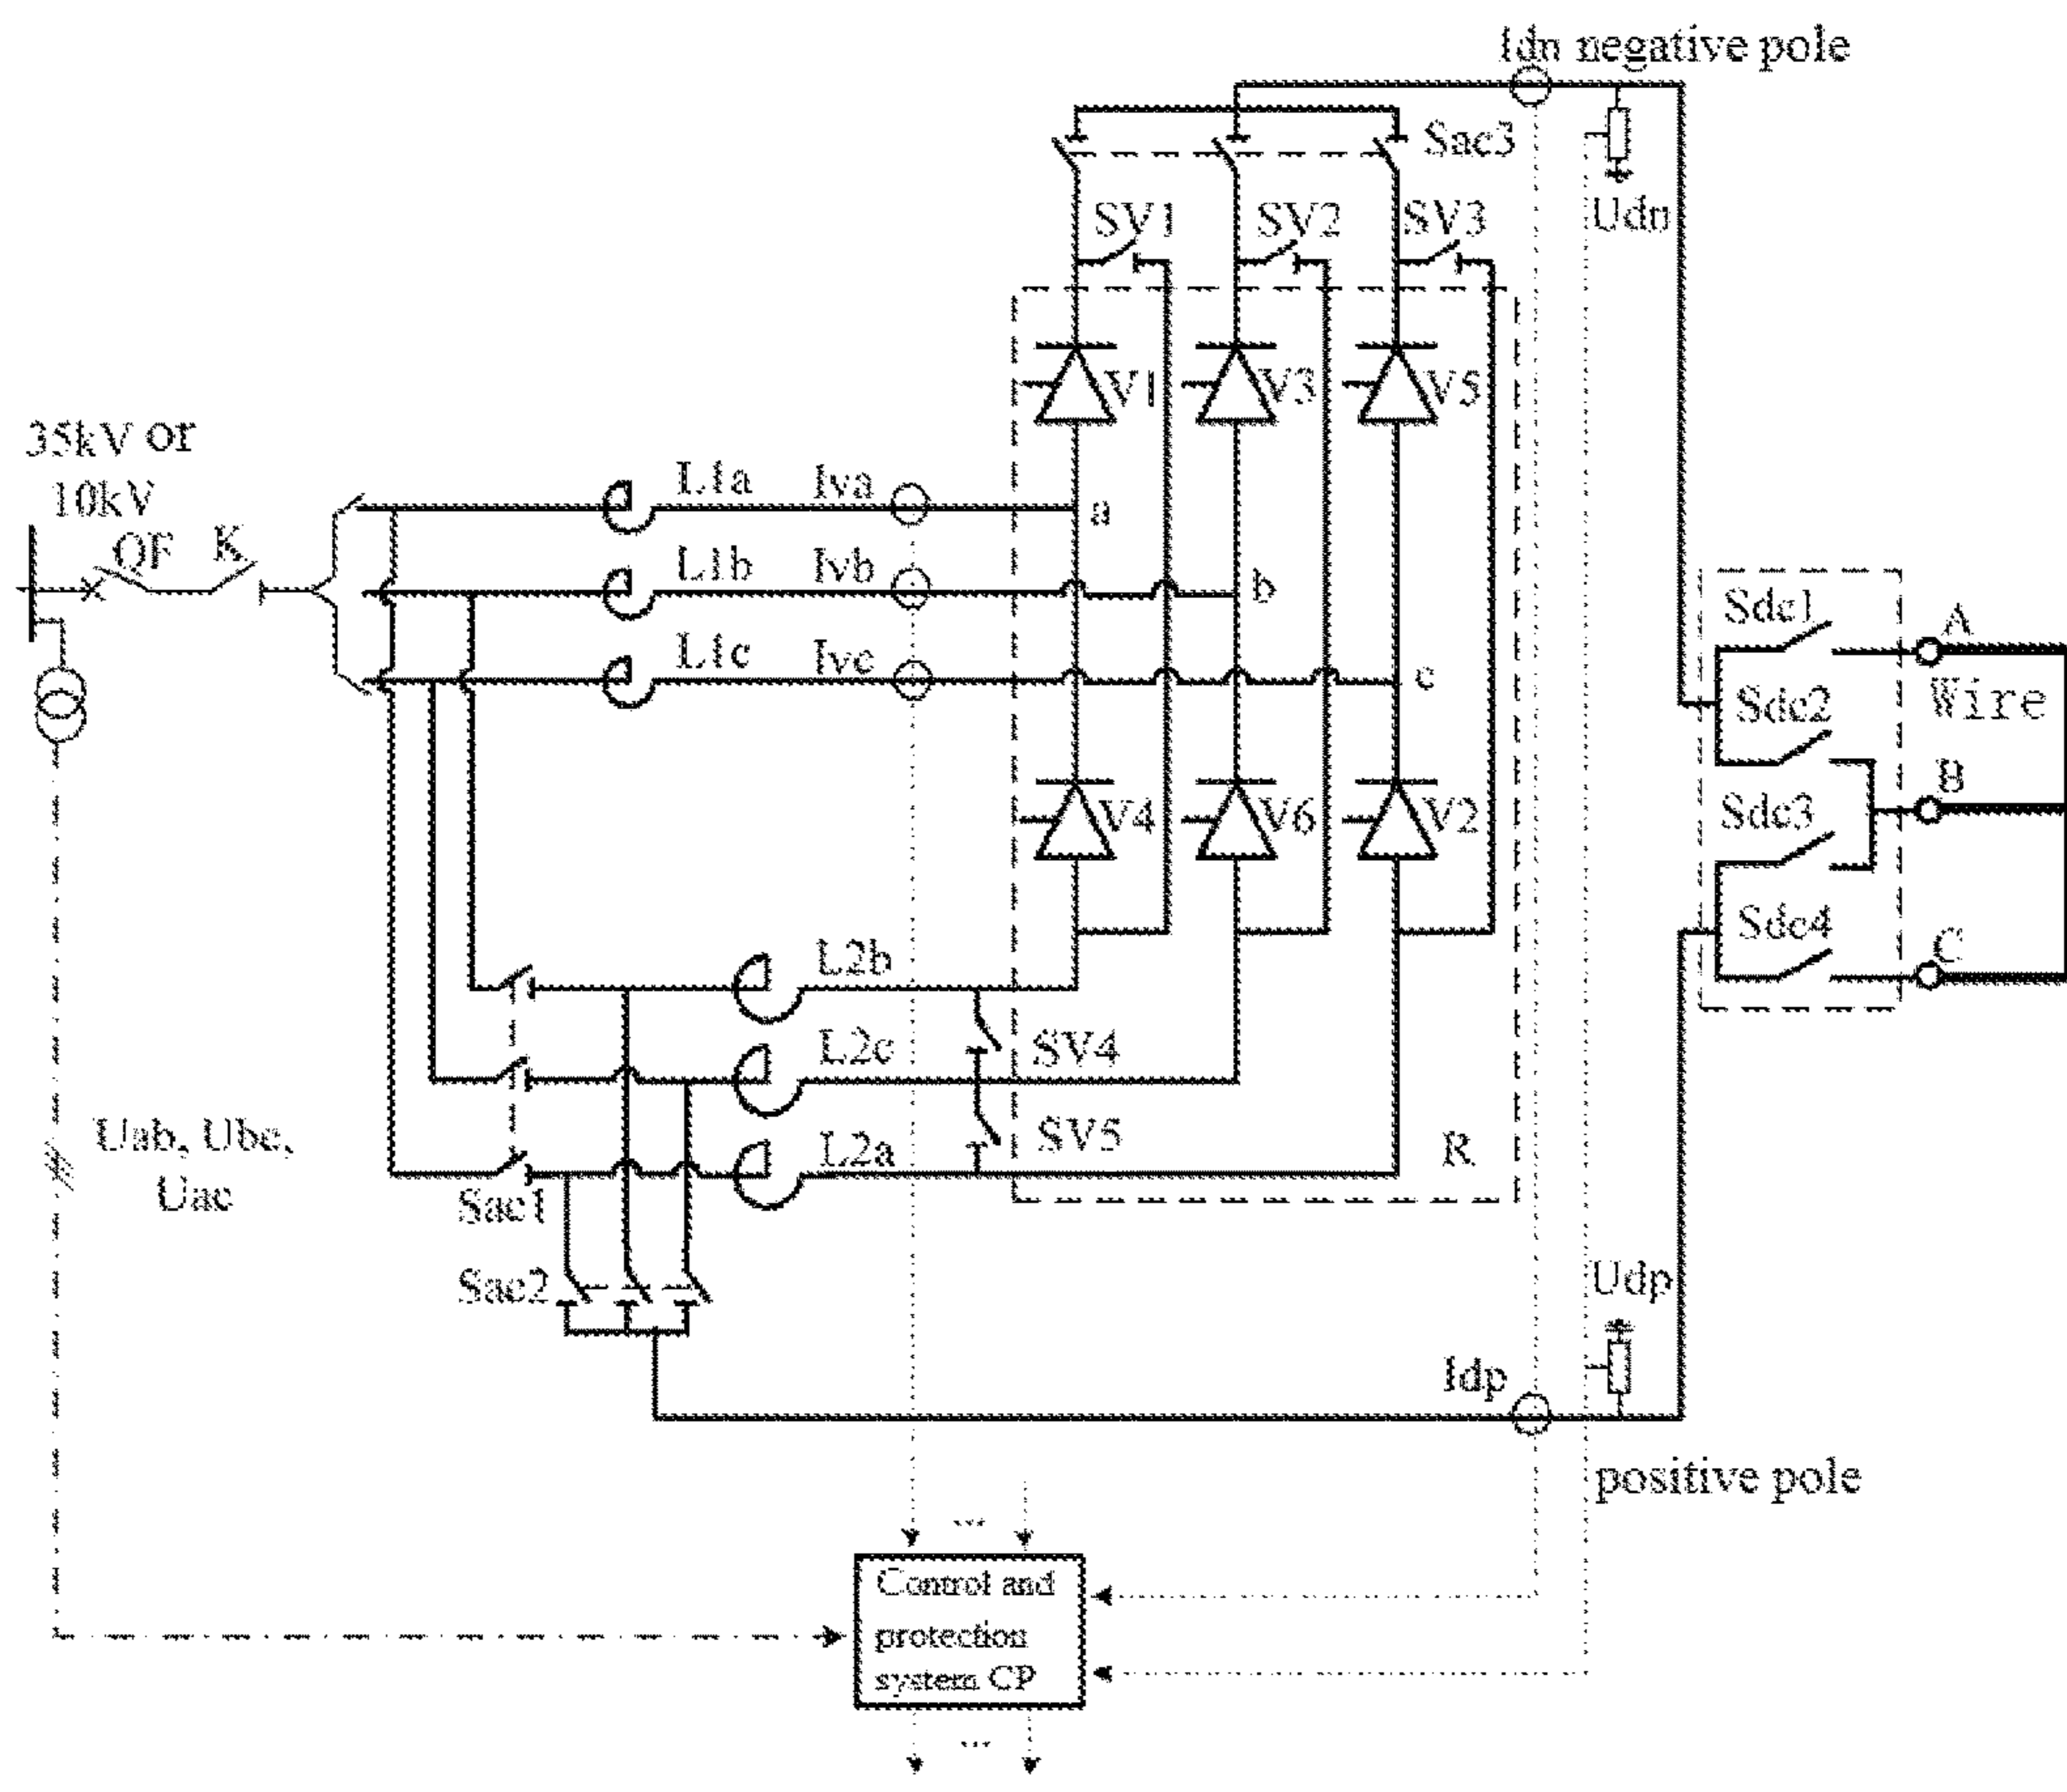 Idn negative pole
Sac3
Udn
SV1 SV2 SV3
V1 V3 V5
35kV or
10kV
QF K
L1a Iva a
L1b Ivb b
L1c Ivc c
Sdc1 A
Sdc2 Wire
B
Sdc3
Sdc4 C
V4 V6 V2
L2b
L2c SV4
L2a SV5 R
Uab, Ubc,
Uac
Sac1
Sac2
Udp
Idp
positive pole
...
Control and
protection
system CP
...